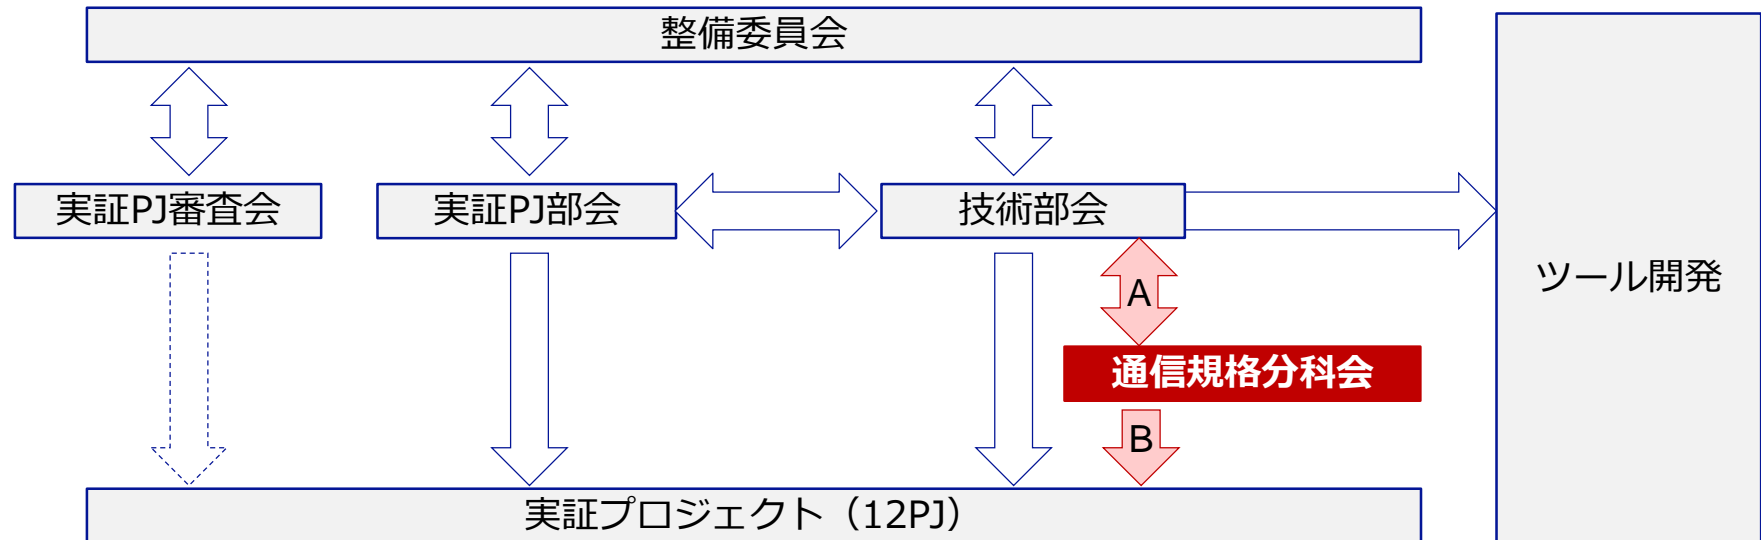 整備委員会
実証PJ審査会
実証PJ部会
技術部会
ツール開発
A
通信規格分科会
B
実証プロジェクト（12PJ）